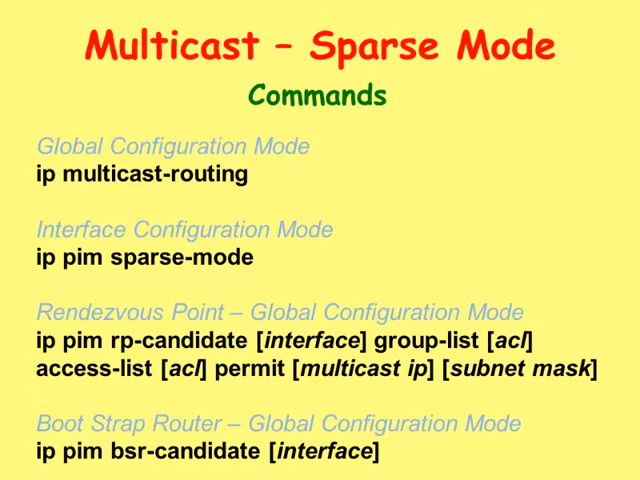 Multicast – Sparse Mode
Commands
Global Configuration Mode
ip multicast-routing
Interface Configuration Mode
ip pim sparse-mode
Rendezvous Point – Global Configuration Mode
ip pim rp-candidate [interface] group-list [acl]
access-list [acl] permit [multicast ip] [subnet mask]
Boot Strap Router – Global Configuration Mode
ip pim bsr-candidate [interface]